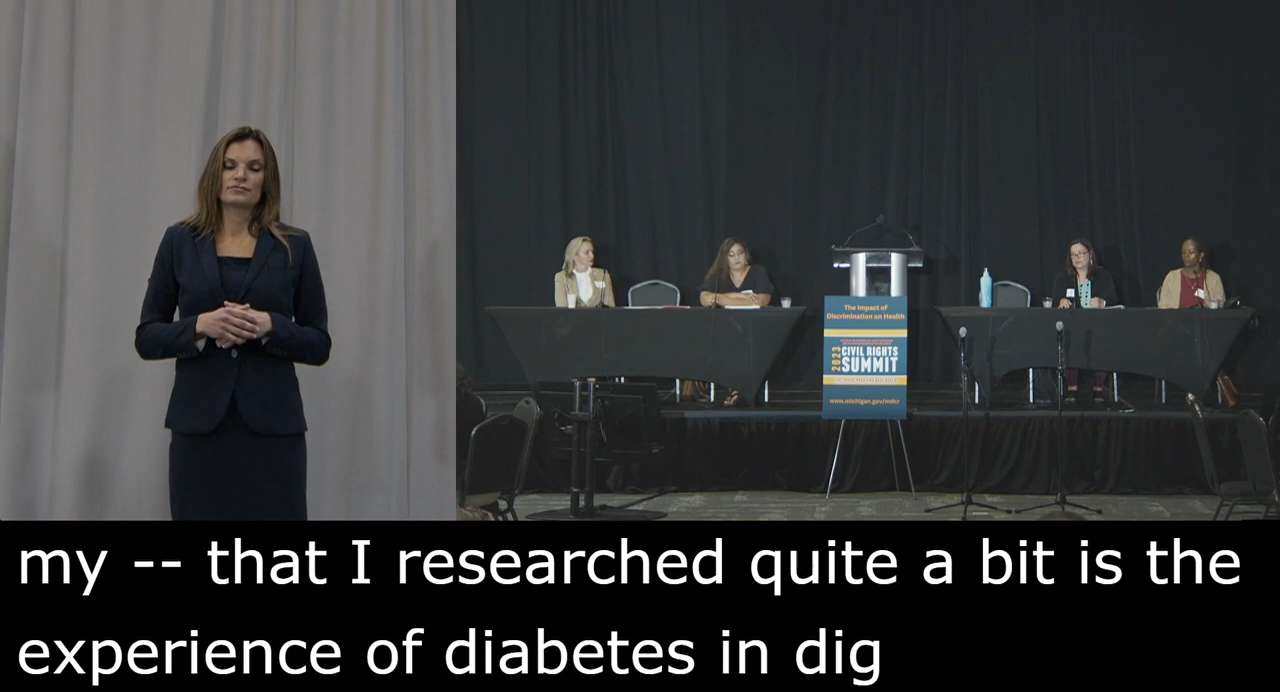 The Impact of
Discrimination on Health
2023
CIVIL RIGHTS
SUMMIT
www.michigan.gov/mdcr
my -- that I researched quite a bit is the
experience of diabetes in dig